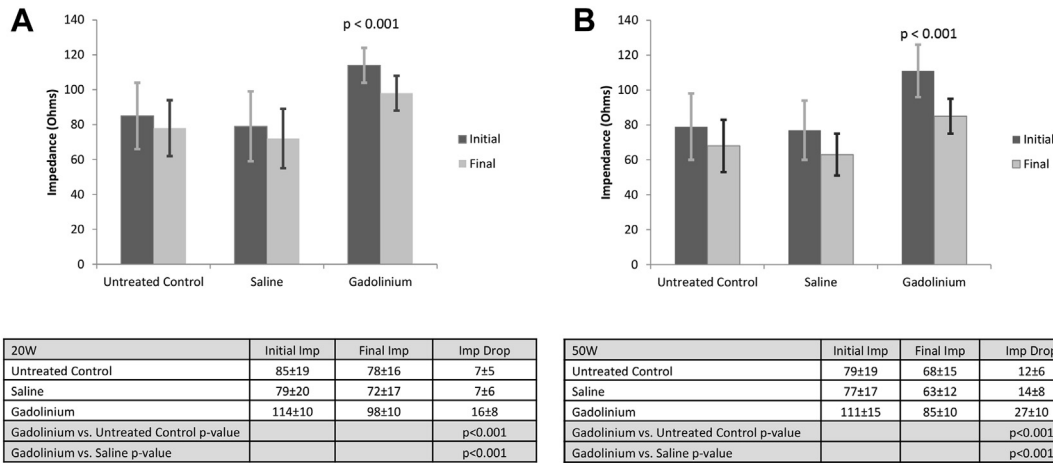 A
p < 0.001
140
120
100
80
60
40
20
0
Impedance (Ohms)
Untreated Control
Saline
Gadolinium
Initial
Final
20W Initial Imp Final Imp Imp Drop
Untreated Control 85±19 78±16 7±5
Saline 79±20 72±17 7±6
Gadolinium 114±10 98±10 16±8
Gadolinium vs. Untreated Control p-value p<0.001
Gadolinium vs. Saline p-value p<0.001
B
p < 0.001
140
120
100
80
60
40
20
0
Impendance (Ohms)
Untreated Control
Saline
Gadolinium
Initial
Final
50W Initial Imp Final Imp Imp Drop
Untreated Control 79±19 68±15 12±6
Saline 77±17 63±12 14±8
Gadolinium 111±15 85±10 27±10
Gadolinium vs. Untreated Control p-value p<0.001
Gadolinium vs. Saline p-value p<0.001